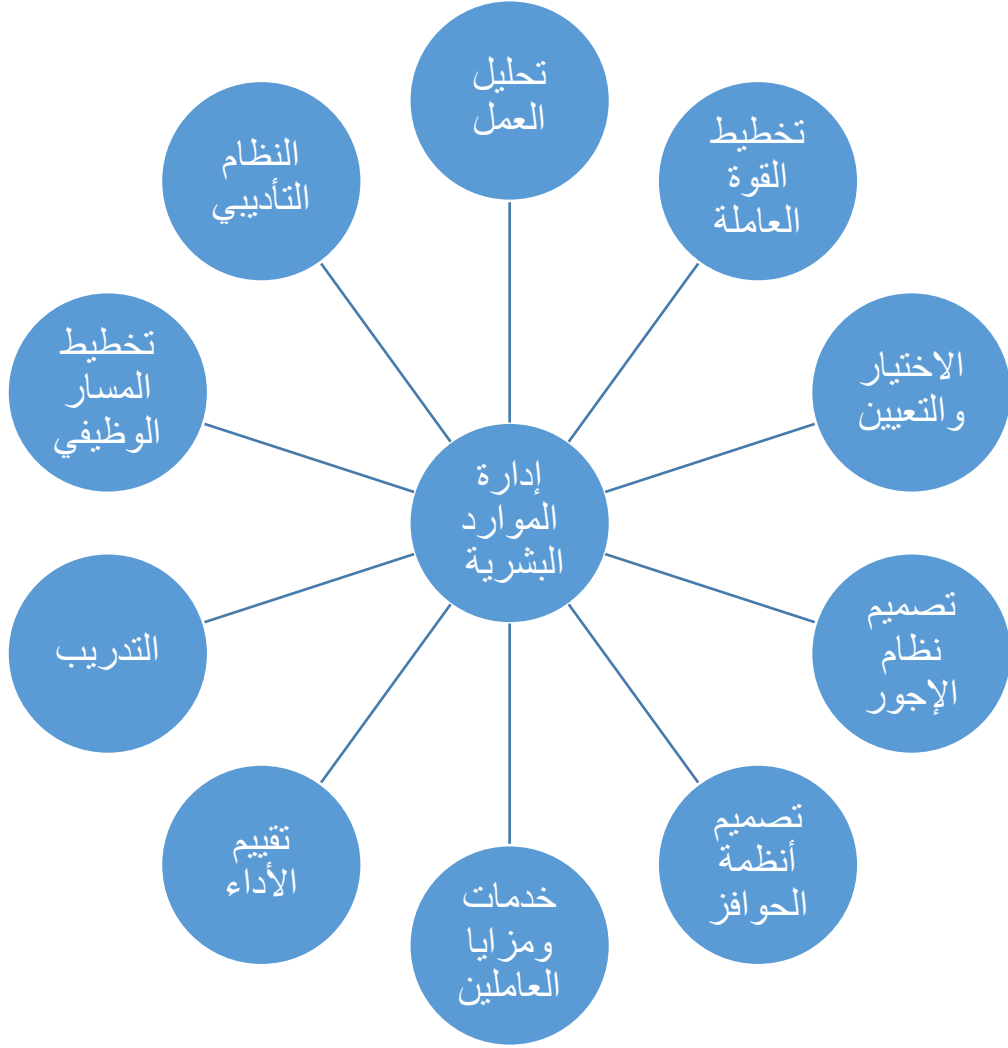 تحليل
العمل
تخطيط
القوة
العاملة
الاختيار
والتعيين
تصميم
نظام
الإجور
تصميم
أنظمة
الحوافز
خدمات
ومزايا
العاملين
تقييم
الأداء
التدريب
تخطيط
المسار
الوظيفي
النظام
التأديبي
إدارة
الموارد
البشرية